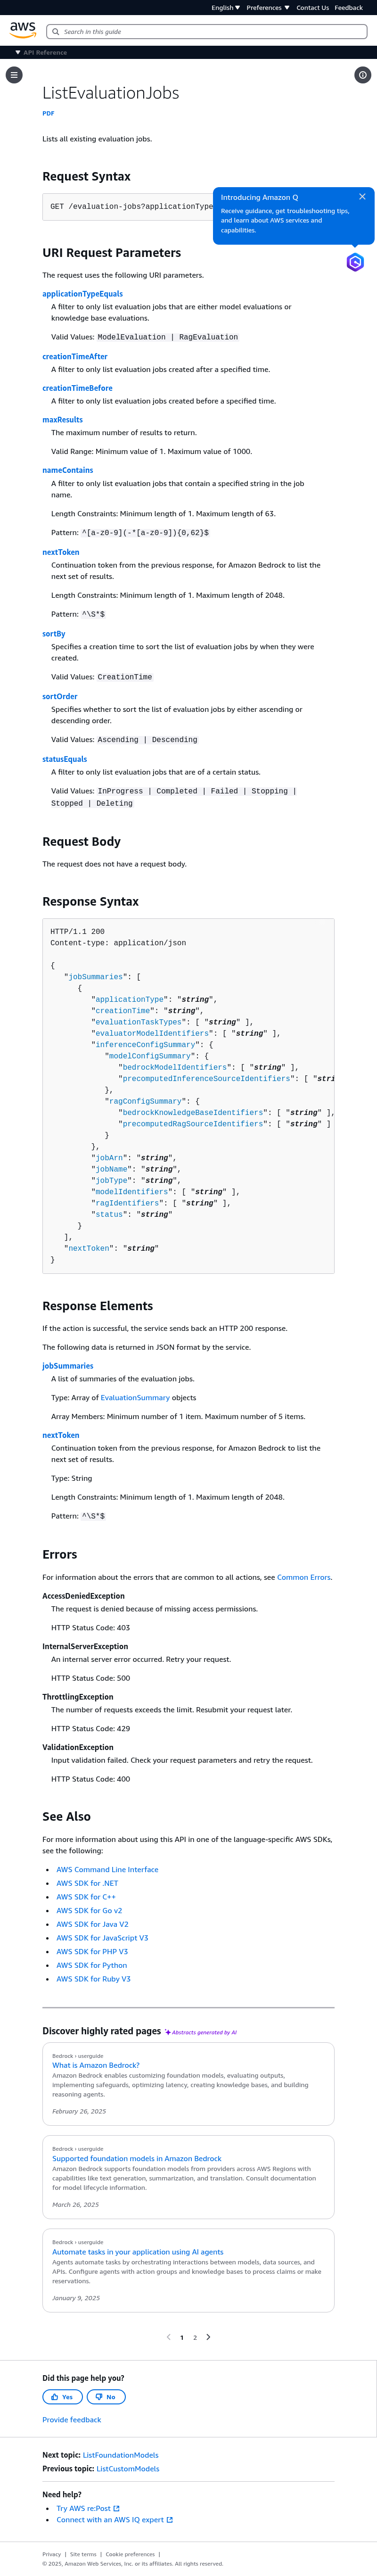 English
Preferences
Contact Us
Feedback
aws
Search in this guide
API Reference
ListEvaluationJobs
PDF
Lists all existing evaluation jobs.
Request Syntax
GET /evaluation-jobs?applicationType
Introducing Amazon Q
Receive guidance, get troubleshooting tips,
and learn about AWS services and
capabilities.
URI Request Parameters
The request uses the following URI parameters.
applicationTypeEquals
A filter to only list evaluation jobs that are either model evaluations or
knowledge base evaluations.
Valid Values: ModelEvaluation | RagEvaluation
creationTimeAfter
A filter to only list evaluation jobs created after a specified time.
creationTimeBefore
A filter to only list evaluation jobs created before a specified time.
maxResults
The maximum number of results to return.
Valid Range: Minimum value of 1. Maximum value of 1000.
nameContains
A filter to only list evaluation jobs that contain a specified string in the job
name.
Length Constraints: Minimum length of 1. Maximum length of 63.
Pattern: ^[a-z0-9](-*[a-z0-9]){0,62}$
nextToken
Continuation token from the previous response, for Amazon Bedrock to list the
next set of results.
Length Constraints: Minimum length of 1. Maximum length of 2048.
Pattern: ^\S*$
sortBy
Specifies a creation time to sort the list of evaluation jobs by when they were
created.
Valid Values: CreationTime
sortOrder
Specifies whether to sort the list of evaluation jobs by either ascending or
descending order.
Valid Values: Ascending | Descending
statusEquals
A filter to only list evaluation jobs that are of a certain status.
Valid Values: InProgress | Completed | Failed | Stopping |
Stopped | Deleting
Request Body
The request does not have a request body.
Response Syntax
HTTP/1.1 200
Content-type: application/json
{
"jobSummaries": [
{
"applicationType": "string",
"creationTime": "string",
"evaluationTaskTypes": [ "string" ],
"evaluatorModelIdentifiers": [ "string" ],
"inferenceConfigSummary": {
"modelConfigSummary": {
"bedrockModelIdentifiers": [ "string" ],
"precomputedInferenceSourceIdentifiers": [ "stri
},
"ragConfigSummary": {
"bedrockKnowledgeBaseIdentifiers": [ "string" ],
"precomputedRagSourceIdentifiers": [ "string" ]
}
},
"jobArn": "string",
"jobName": "string",
"jobType": "string",
"modelIdentifiers": [ "string" ],
"ragIdentifiers": [ "string" ],
"status": "string"
}
],
"nextToken": "string"
}
Response Elements
If the action is successful, the service sends back an HTTP 200 response.
The following data is returned in JSON format by the service.
jobSummaries
A list of summaries of the evaluation jobs.
Type: Array of EvaluationSummary objects
Array Members: Minimum number of 1 item. Maximum number of 5 items.
nextToken
Continuation token from the previous response, for Amazon Bedrock to list the
next set of results.
Type: String
Length Constraints: Minimum length of 1. Maximum length of 2048.
Pattern: ^\S*$
Errors
For information about the errors that are common to all actions, see Common Errors.
AccessDeniedException
The request is denied because of missing access permissions.
HTTP Status Code: 403
InternalServerException
An internal server error occurred. Retry your request.
HTTP Status Code: 500
ThrottlingException
The number of requests exceeds the limit. Resubmit your request later.
HTTP Status Code: 429
ValidationException
Input validation failed. Check your request parameters and retry the request.
HTTP Status Code: 400
See Also
For more information about using this API in one of the language-specific AWS SDKs,
see the following:
• AWS Command Line Interface
• AWS SDK for .NET
• AWS SDK for C++
• AWS SDK for Go v2
• AWS SDK for Java V2
• AWS SDK for JavaScript V3
• AWS SDK for PHP V3
• AWS SDK for Python
• AWS SDK for Ruby V3
Discover highly rated pages Abstracts generated by AI
Bedrock › userguide
What is Amazon Bedrock?
Amazon Bedrock enables customizing foundation models, evaluating outputs,
implementing safeguards, optimizing latency, creating knowledge bases, and building
reasoning agents.
February 26, 2025
Bedrock › userguide
Supported foundation models in Amazon Bedrock
Amazon Bedrock supports foundation models from providers across AWS Regions with
capabilities like text generation, summarization, and translation. Consult documentation
for model lifecycle information.
March 26, 2025
Bedrock › userguide
Automate tasks in your application using AI agents
Agents automate tasks by orchestrating interactions between models, data sources, and
APIs. Configure agents with action groups and knowledge bases to process claims or make
reservations.
January 9, 2025
1 2
Did this page help you?
Yes
No
Provide feedback
Next topic: ListFoundationModels
Previous topic: ListCustomModels
Need help?
• Try AWS re:Post
• Connect with an AWS IQ expert
Privacy | Site terms | Cookie preferences |
© 2025, Amazon Web Services, Inc. or its affiliates. All rights reserved.